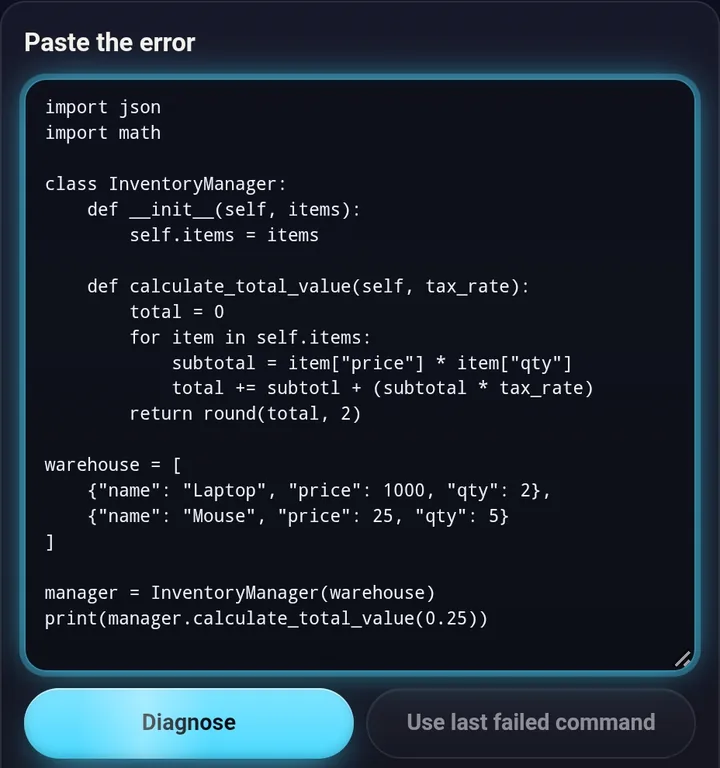 Paste the error
import json
import math

class InventoryManager:
    def __init__(self, items):
        self.items = items

    def calculate_total_value(self, tax_rate):
        total = 0
        for item in self.items:
            subtotal = item["price"] * item["qty"]
            total += subtotl + (subtotal * tax_rate)
        return round(total, 2)

warehouse = [
    {"name": "Laptop", "price": 1000, "qty": 2},
    {"name": "Mouse", "price": 25, "qty": 5}
]

manager = InventoryManager(warehouse)
print(manager.calculate_total_value(0.25))
Diagnose
Use last failed command